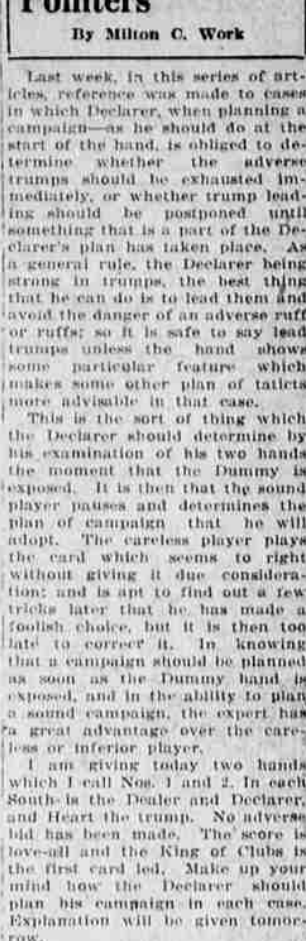 Pointers
By Milton C. Work
Last week, in this series of art-
icles, reference was made to cases
in which Declarer, when planning a
campaign—as he should do at the
start of the hand, is obliged to de-
termine whether the adverse
trumps should be exhausted im-
mediately, or whether trump lead-
ing should be postponed until
something that is a part of the De-
clarer's plan has taken place. As
a general rule, the Declarer being
strong in trumps, the best thing
that he can do is to lead them and
avoid the danger of an adverse ruff
or ruffs; so it is safe to say lead
trumps unless the hand shows
some particular feature which
makes some other plan of taticts
more advisable in that case.
This is the sort of thing which
the Declarer should determine by
his examination of his two hands
the moment that the Dummy is
exposed. It is then that the sound
player pauses and determines the
plan of campaign that he will
adopt. The careless player plays
the card which seems to right
without giving it due considera-
tion; and is apt to find out a few
tricks later that he has made a
foolish choice, but it is then too
late to correct it. In knowing
that a campaign should be planned
as soon as the Dummy hand is
exposed, and in the ability to plan
a sound campaign, the expert has
a great advantage over the care-
less or inferior player.
I am giving today two hands
which I call Nos. 1 and 2. In each
South is the Dealer and Declarer
and Heart the trump. No adverse
bid has been made. The score is
love-all and the King of Clubs is
the first card led. Make up your
mind how the Declarer should
plan his campaign in each case.
Explanation will be given tomor-
row.